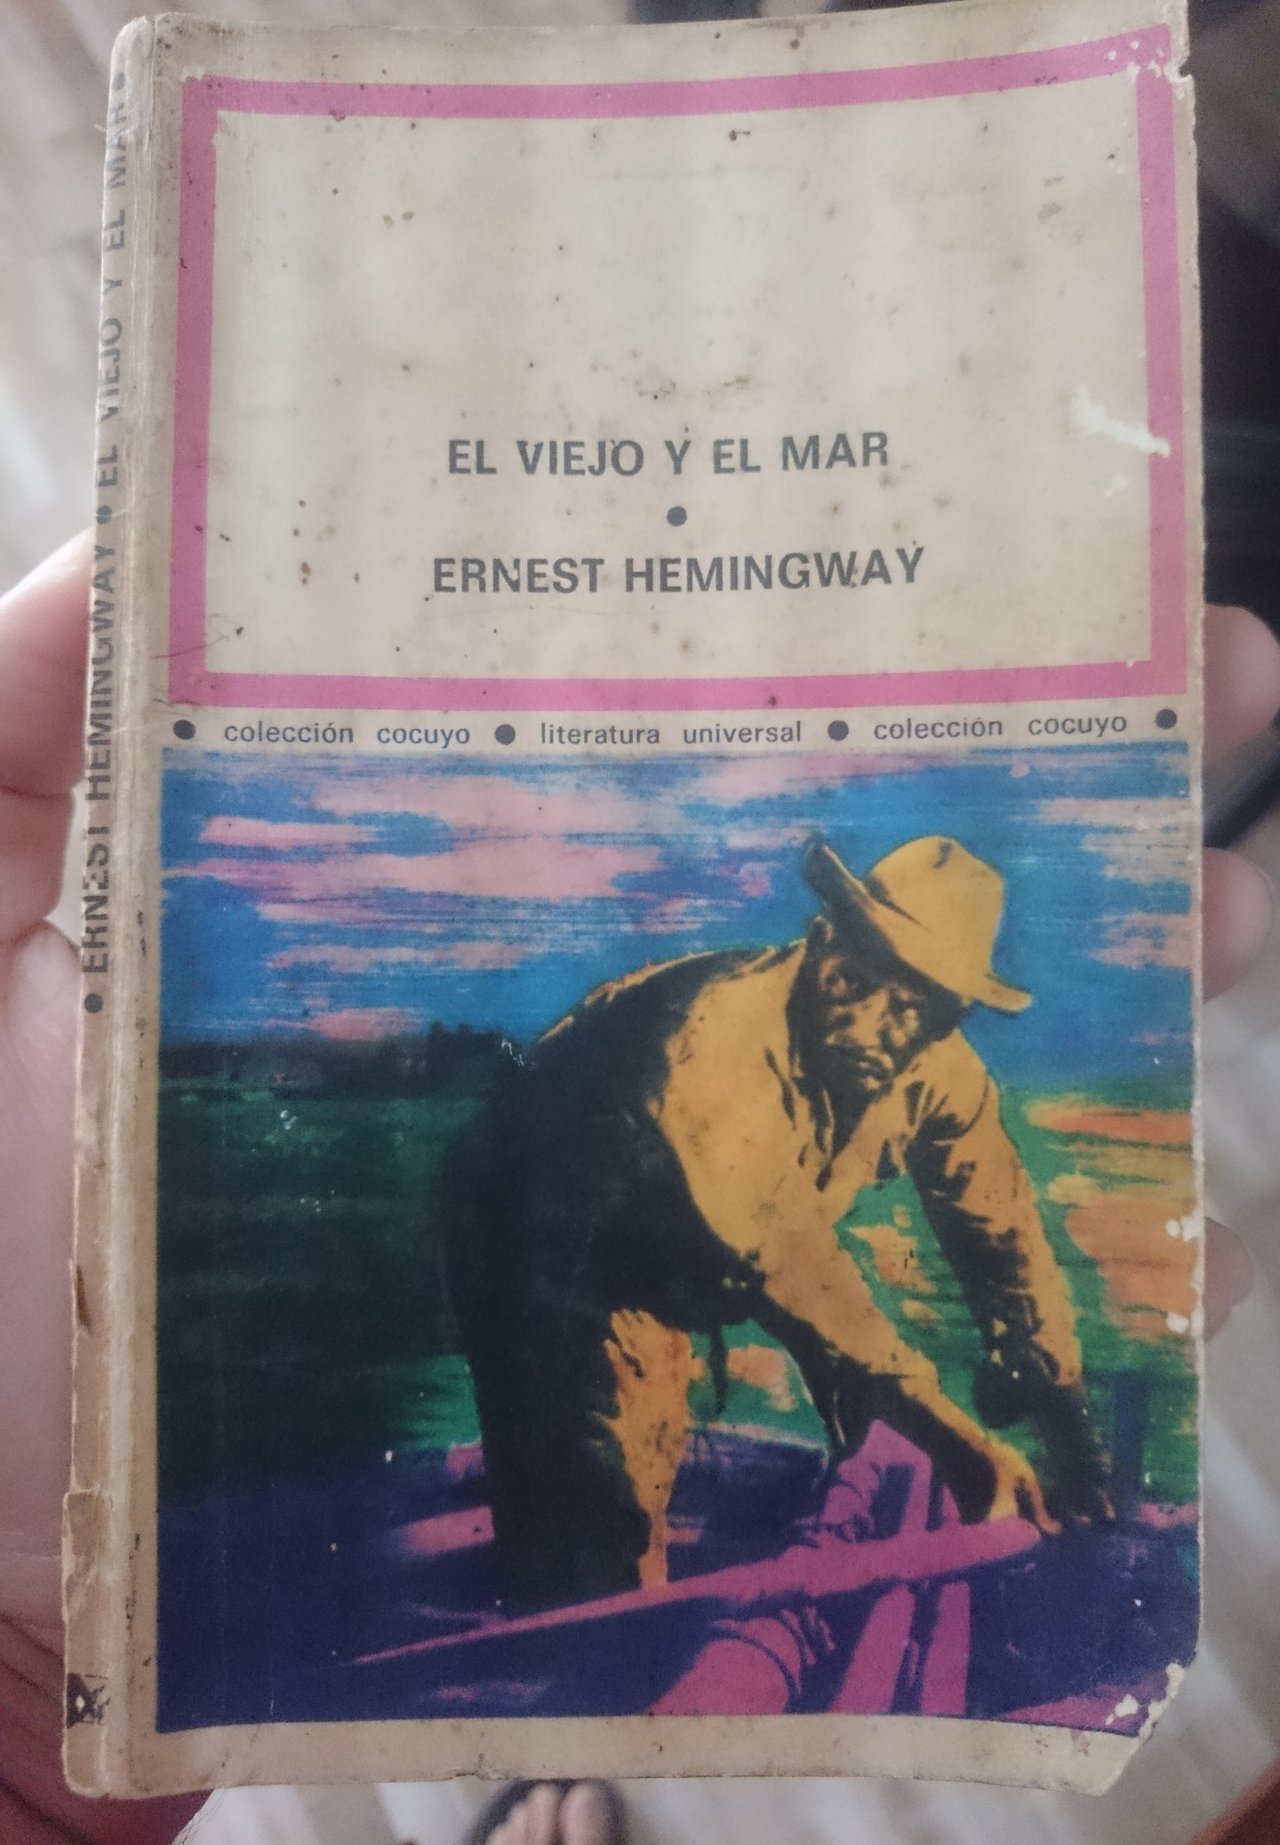 EL VIEJO Y EL MAR
●
ERNEST HEMINGWAY
● colección cocuyo ● literatura universal ● colección cocuyo ●
● ERNEST HEMINGWAY ● EL VIEJO Y EL MAR ●